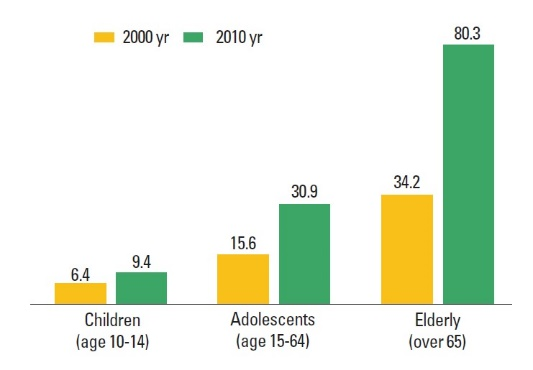 2000 yr 2010 yr
80.3
34.2
30.9
15.6
9.4
6.4
Children Adolescents Elderly
(age 10-14) (age 15-64) (over 65)